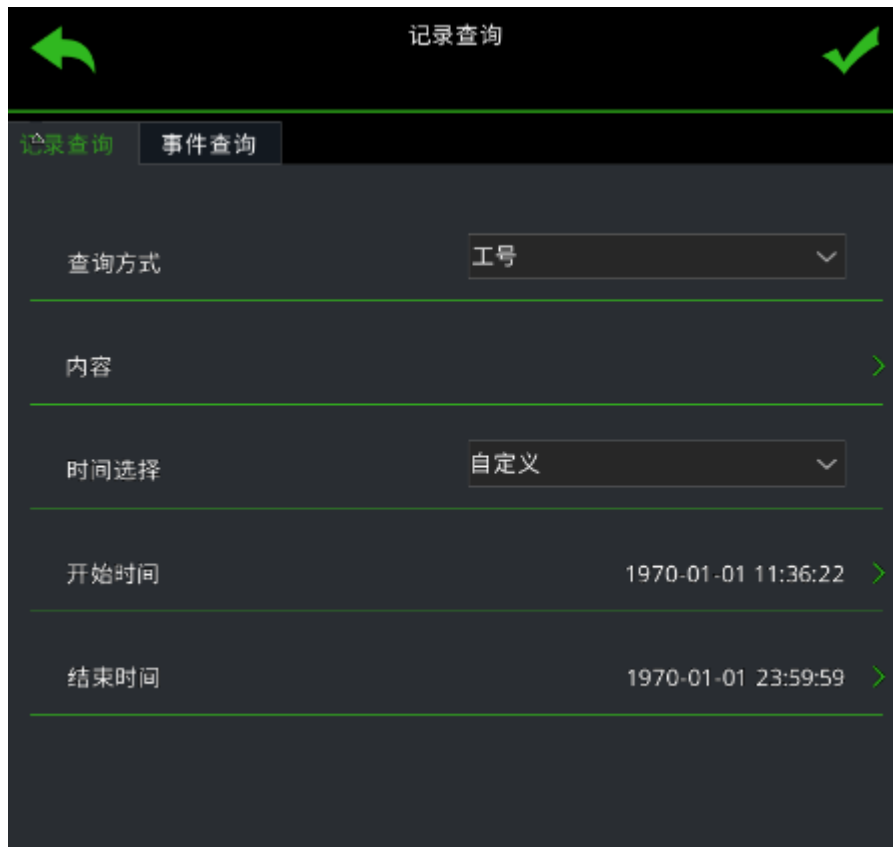 记录查询
记录查询 事件查询
查询方式 工号
内容
时间选择 自定义
开始时间 1970-01-01 11:36:22
结束时间 1970-01-01 23:59:59